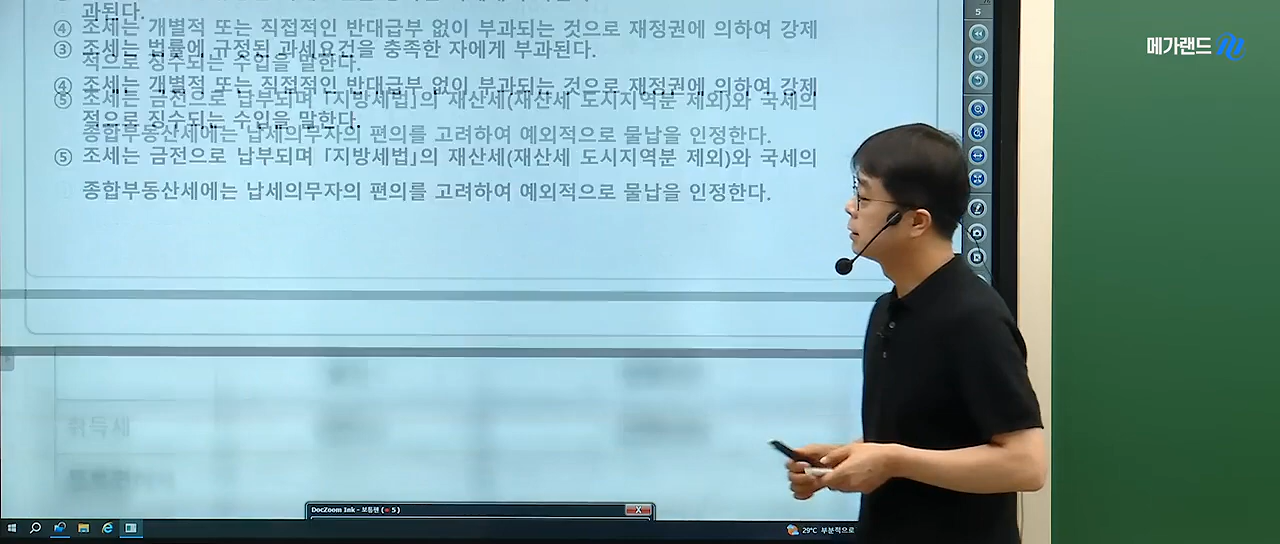 과된다.
④ 조세는 개별적 또는 직접적인 반대급부 없이 부과되는 것으로 재정권에 의하여 강제
③ 조세는 법률에 규정된 과세요건을 충족한 자에게 부과된다.
적으로 징수되는 수입을 말한다.
④ 조세는 개별적 또는 직접적인 반대급부 없이 부과되는 것으로 재정권에 의하여 강제
⑤ 조세는 금전으로 납부되며 「지방세법」의 재산세(재산세 도시지역분 제외)와 국세의
적으로 징수되는 수입을 말한다.
종합부동산세에는 납세의무자의 편의를 고려하여 예외적으로 물납을 인정한다.
⑤ 조세는 금전으로 납부되며 「지방세법」의 재산세(재산세 도시지역분 제외)와 국세의
종합부동산세에는 납세의무자의 편의를 고려하여 예외적으로 물납을 인정한다.
취득세
DocZoom Ink - 보통펜 ( 5 )
X
29°C 부분적으로
5
메가랜드